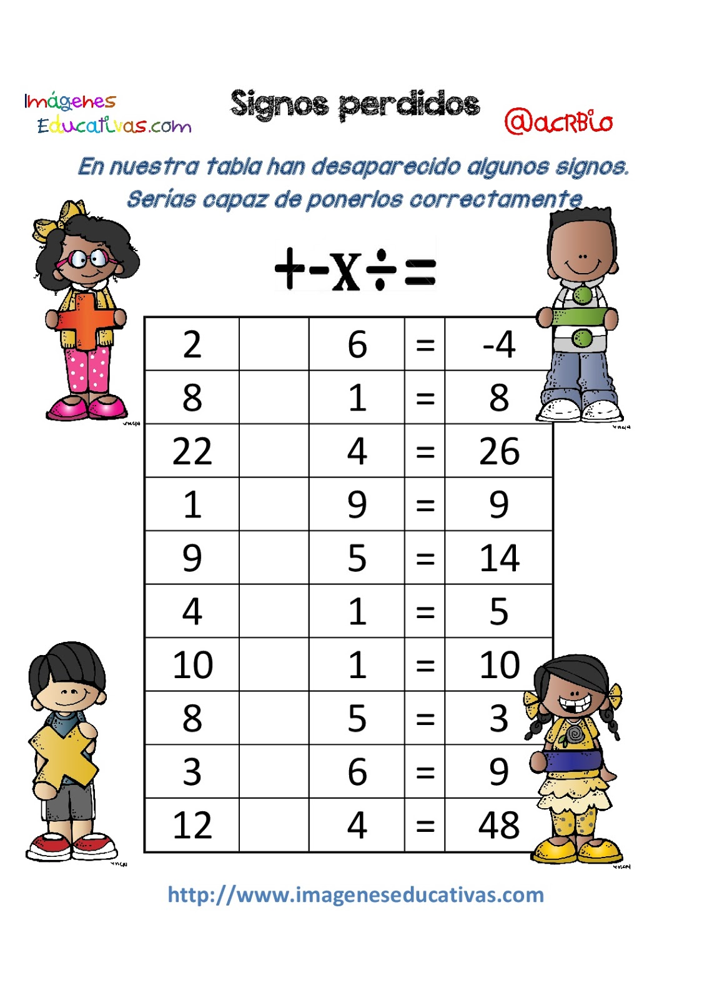 Imágenes
Educativas.com
Signos perdidos
@acrbio
En nuestra tabla han desaparecido algunos signos.
Serías capaz de ponerlos correctamente
+-x÷=
2 6 = -4
8 1 = 8
22 4 = 26
1 9 = 9
9 5 = 14
4 1 = 5
10 1 = 10
8 5 = 3
3 6 = 9
12 4 = 48
http://www.imageneseducativas.com